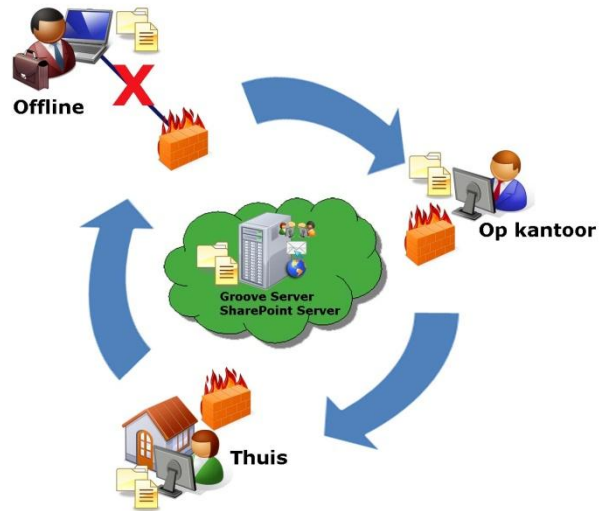 Offline
Op kantoor
Groove Server
SharePoint Server
Thuis